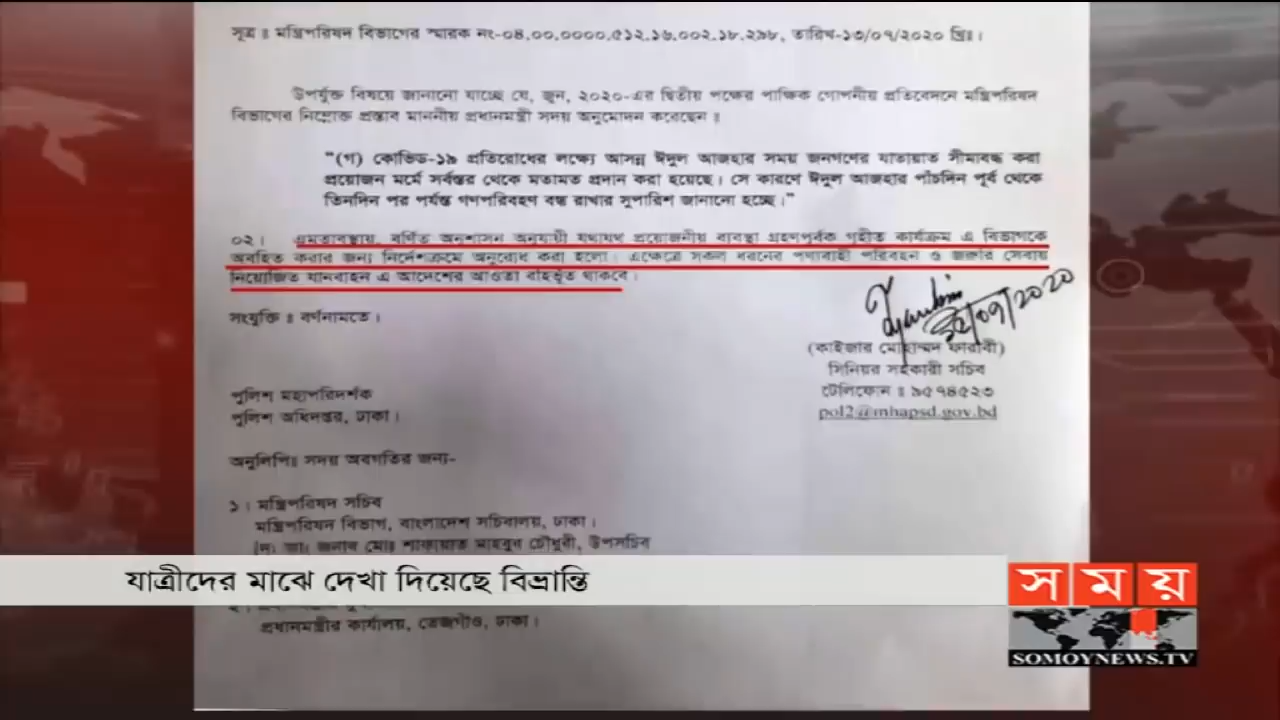 সূত্র ঃ মন্ত্রিপরিষদ বিভাগের স্মারক নং-০৪.০০.০০০০.৫১২.১৬.০০২.১৮.২৯৮, তারিখ-১৩/০৭/২০২০ খ্রিঃ।
উপর্যুক্ত বিষয়ে জানানো যাচ্ছে যে, জুন, ২০২০-এর দ্বিতীয় পক্ষের পাক্ষিক গোপনীয় প্রতিবেদনে মন্ত্রিপরিষদ
বিভাগের নিম্নোক্ত প্রস্তাব মাননীয় প্রধানমন্ত্রী সদয় অনুমোদন করেছেন ঃ
"(গ) কোভিড-১৯ প্রতিরোধের লক্ষ্যে আসন্ন ঈদুল আজহার সময় জনগণের যাতায়াত সীমাবদ্ধ করা
প্রয়োজন মর্মে সর্বস্তর থেকে মতামত প্রদান করা হয়েছে। সে কারণে ঈদুল আজহার পাঁচদিন পূর্ব থেকে
তিনদিন পর পর্যন্ত গণপরিবহণ বন্ধ রাখার সুপারিশ জানানো হচ্ছে।"
০২। এমতাবস্থায়, বর্ণিত অনুশাসন অনুযায়ী যথাযথ প্রয়োজনীয় ব্যবস্থা গ্রহণপূর্বক গৃহীত কার্যক্রম এ বিভাগকে
অবহিত করার জন্য নির্দেশক্রমে অনুরোধ করা হলো। এক্ষেত্রে সকল ধরনের পণ্যবাহী পরিবহন ও জরুরি সেবায়
নিয়োজিত যানবাহন এ আদেশের আওতা বহির্ভূত থাকবে।
সংযুক্তি ঃ বর্ণনামতে।
১৫/০৭/২০২০
(কাইজার মোহাম্মদ ফারাবী)
সিনিয়র সহকারী সচিব
টেলিফোন ঃ ৯৫৭৪৫২৩
pol2@mhapsd.gov.bd
পুলিশ মহাপরিদর্শক
পুলিশ অধিদপ্তর, ঢাকা।
অনুলিপিঃ সদয় অবগতির জন্য-
১। মন্ত্রিপরিষদ সচিব
মন্ত্রিপরিষদ বিভাগ, বাংলাদেশ সচিবালয়, ঢাকা।
[দৃঃ আঃ জনাব মোঃ শাফায়াত মাহবুব চৌধুরী, উপসচিব
যাত্রীদের মাঝে দেখা দিয়েছে বিভ্রান্তি
প্রধানমন্ত্রীর কার্যালয়, তেজগাঁও, ঢাকা।
সময়
SOMOYNEWS.TV